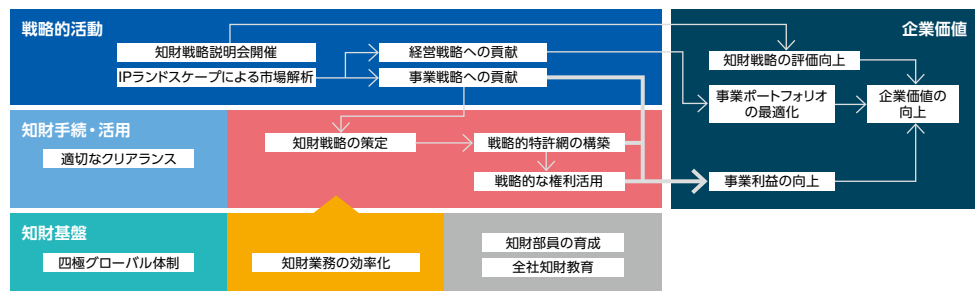 戦略的活動
知財戦略説明会開催
IPランドスケープによる市場解析
経営戦略への貢献
事業戦略への貢献
知財手続・活用
適切なクリアランス
知財戦略の策定
戦略的特許網の構築
戦略的な権利活用
知財基盤
四極グローバル体制
知財業務の効率化
知財部員の育成
全社知財教育
企業価値
知財戦略の評価向上
事業ポートフォリオ
の最適化
企業価値の
向上
事業利益の向上